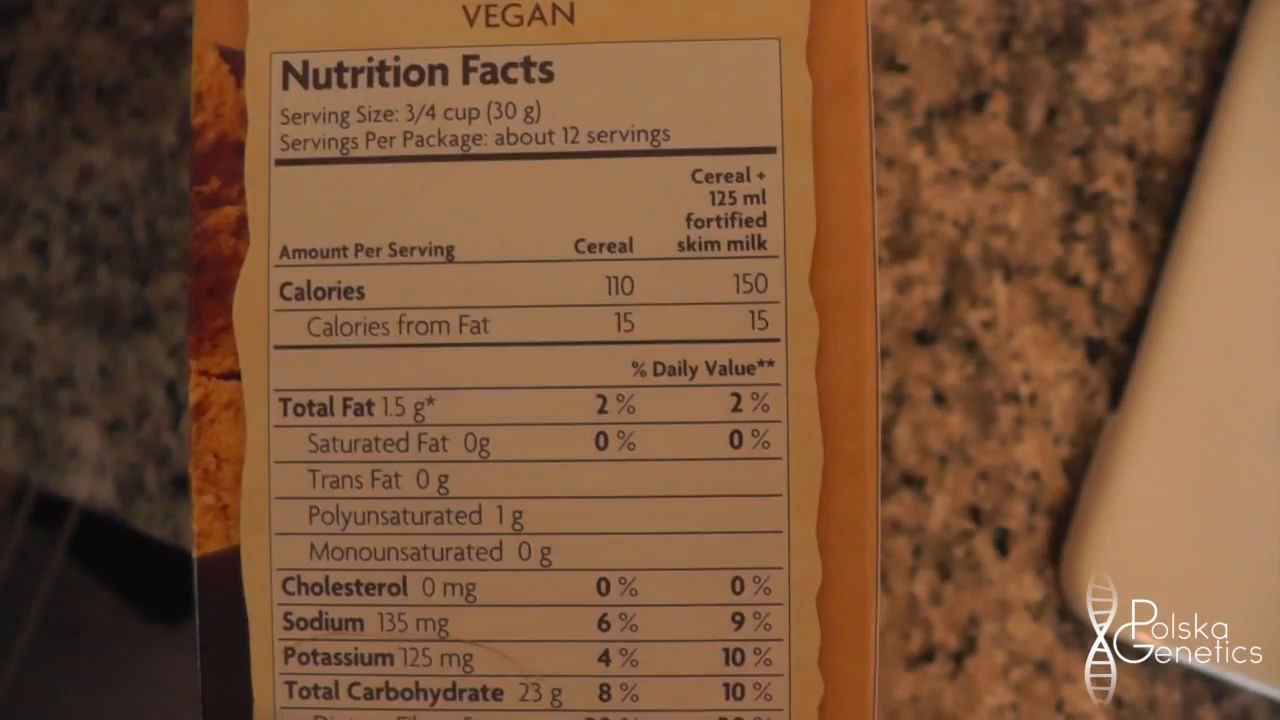 VEGAN
Nutrition Facts
Serving Size: 3/4 cup (30 g)
Servings Per Package: about 12 servings
Cereal +
125 ml
fortified
Amount Per Serving Cereal skim milk
Calories 110 150
Calories from Fat 15 15
% Daily Value**
Total Fat 1.5 g* 2 % 2 %
Saturated Fat 0g 0 % 0 %
Trans Fat 0 g
Polyunsaturated 1 g
Monounsaturated 0 g
Cholesterol 0 mg 0 % 0 %
Sodium 135 mg 6 % 9 %
Potassium 125 mg 4 % 10 %
Total Carbohydrate 23 g 8 % 10 %
Polska
Genetics